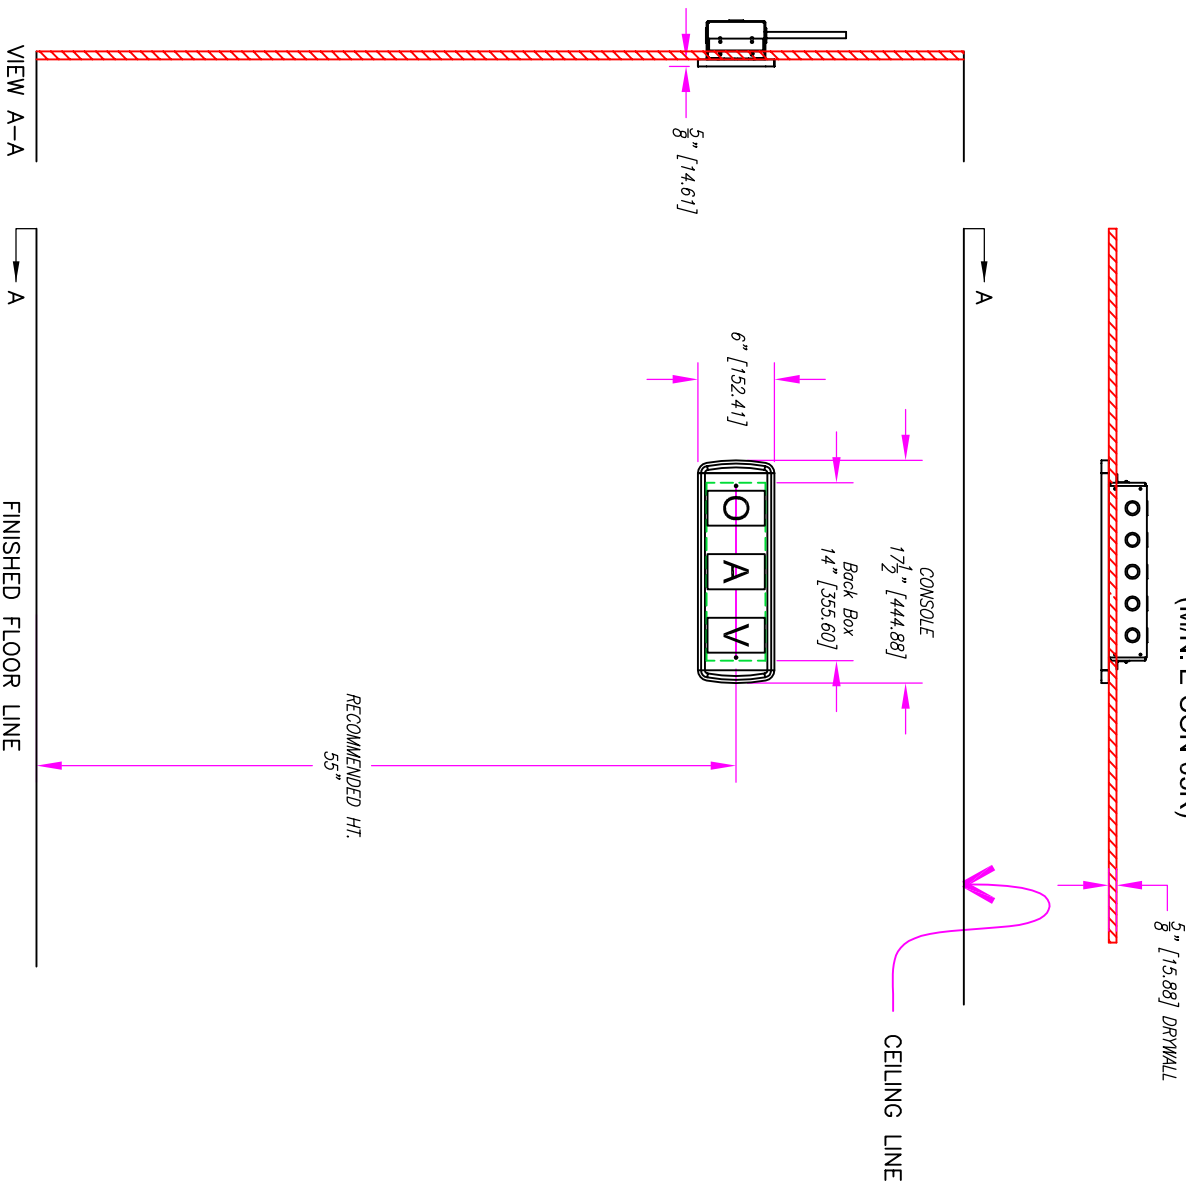 5/8" [15.88] DRYWALL
A
CEILING LINE
CONSOLE
17 1/2" [444.88]
Back Box
14" [355.60]
6" [152.41]
O A V
5/8" [14.61]
RECOMMENDED HT.
55"
A
FINISHED FLOOR LINE
VIEW A-A